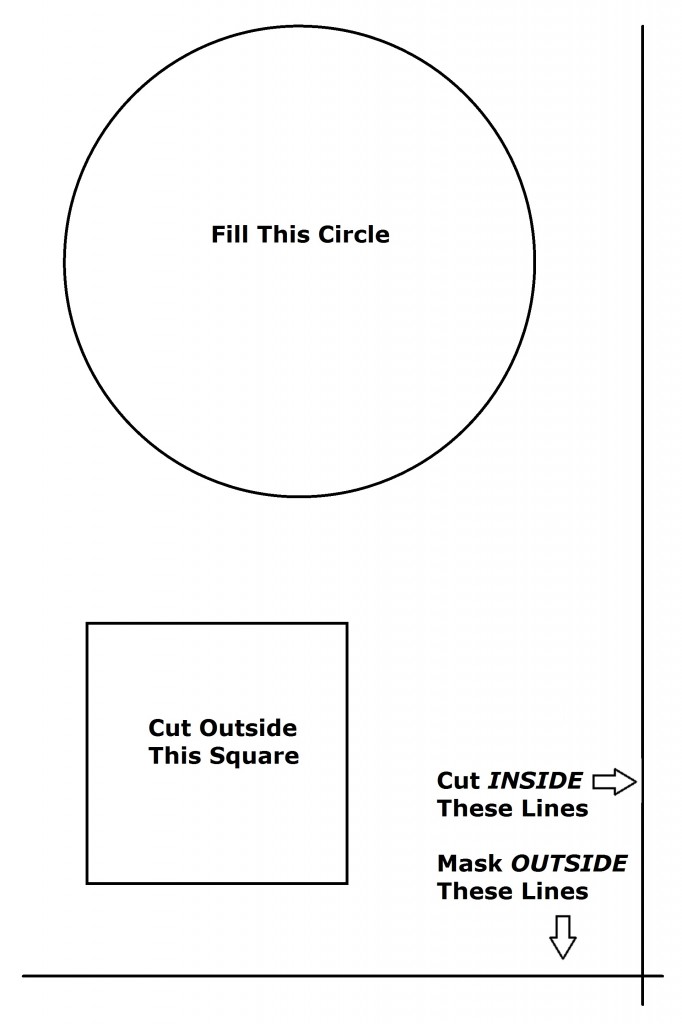 Fill This Circle
Cut Outside
This Square
Cut INSIDE
These Lines
Mask OUTSIDE
These Lines